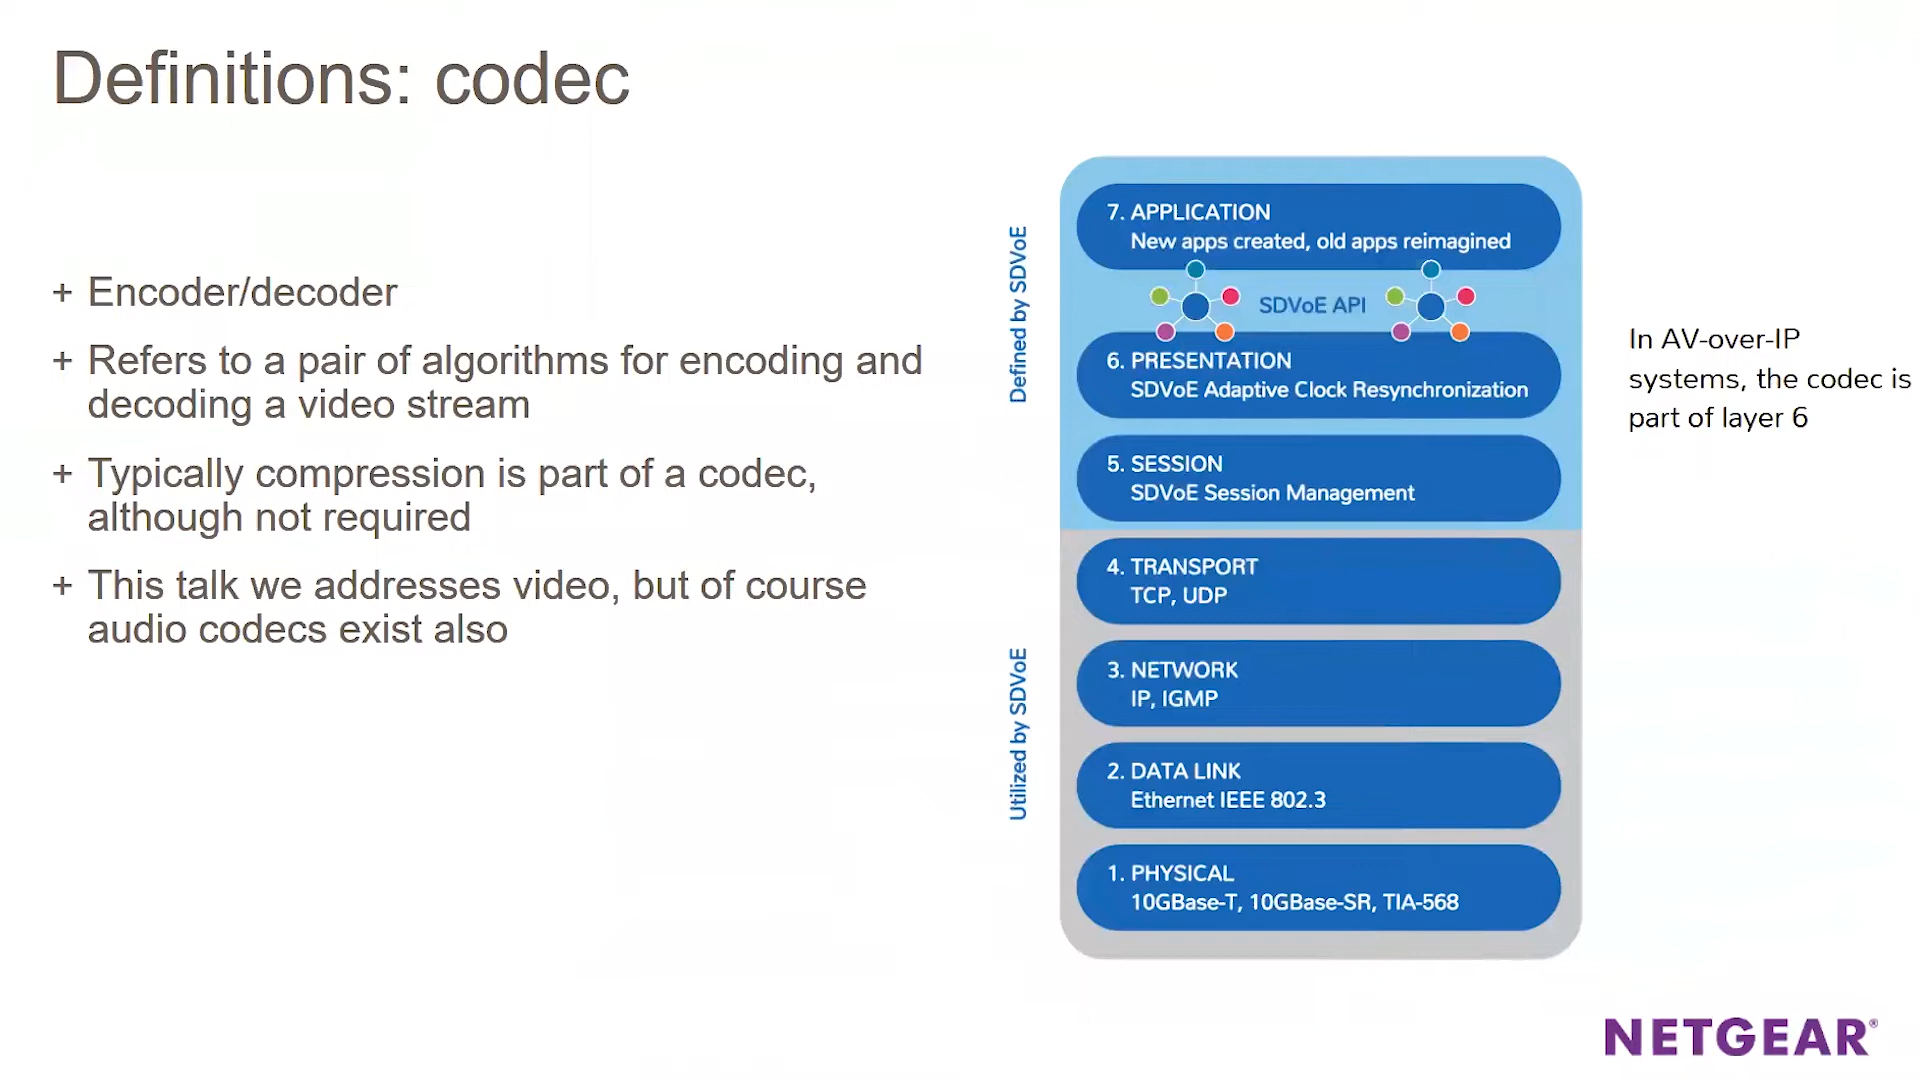 Definitions: codec
+ Encoder/decoder
+ Refers to a pair of algorithms for encoding and
decoding a video stream
+ Typically compression is part of a codec,
although not required
+ This talk we addresses video, but of course
audio codecs exist also
Defined by SDVoE
Utilized by SDVoE
7. APPLICATION
New apps created, old apps reimagined
SDVoE API
6. PRESENTATION
SDVoE Adaptive Clock Resynchronization
5. SESSION
SDVoE Session Management
4. TRANSPORT
TCP, UDP
3. NETWORK
IP, IGMP
2. DATA LINK
Ethernet IEEE 802.3
1. PHYSICAL
10GBase-T, 10GBase-SR, TIA-568
In AV-over-IP
systems, the codec is
part of layer 6
NETGEAR®